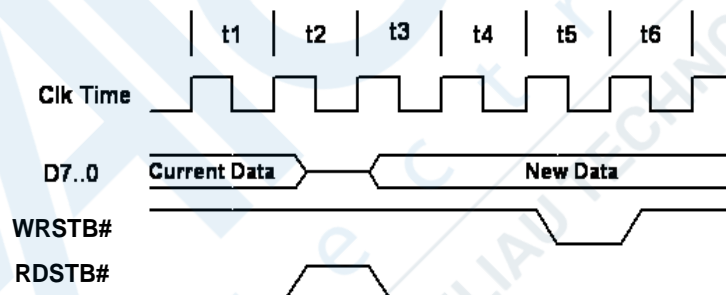 t1 t2 t3 t4 t5 t6
Clk Time
D7..0 Current Data New Data
WRSTB#
RDSTB#